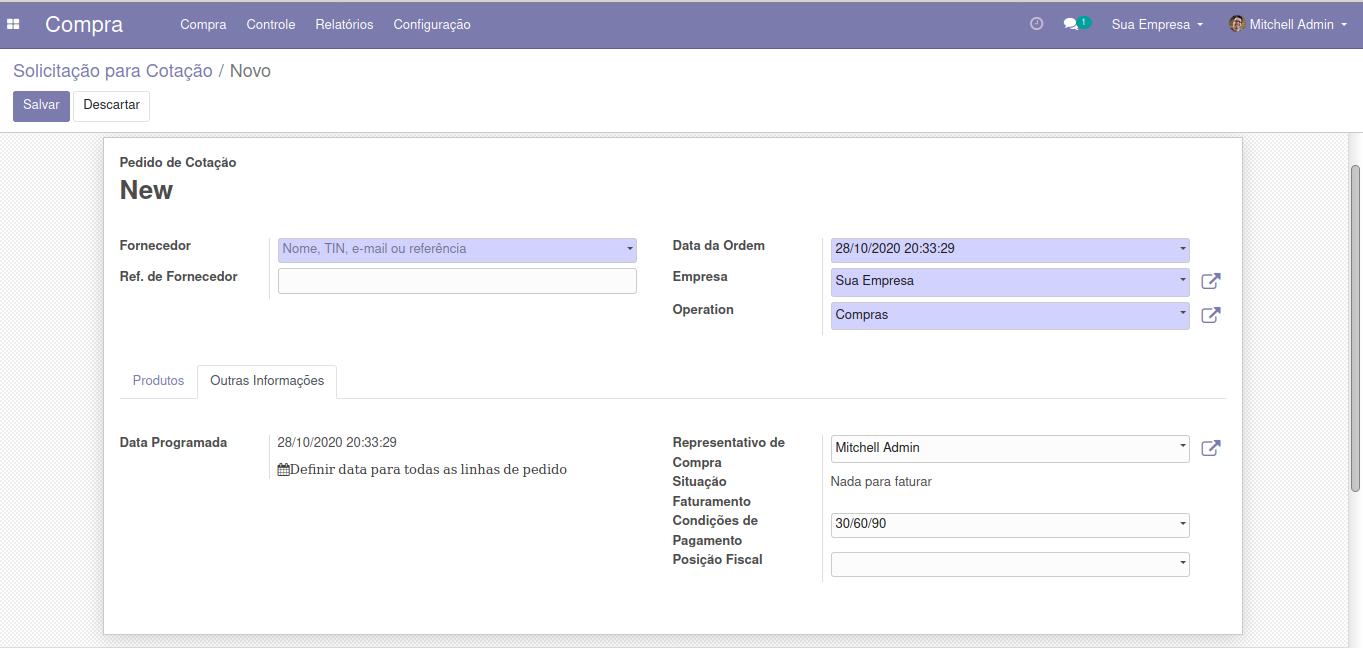 Compra Compra Controle Relatórios Configuração 1 Sua Empresa Mitchell Admin
Solicitação para Cotação / Novo
Salvar Descartar
Pedido de Cotação
New
Fornecedor Nome, TIN, e-mail ou referência
Ref. de Fornecedor
Data da Ordem 28/10/2020 20:33:29
Empresa Sua Empresa
Operation Compras
Produtos Outras Informações
Data Programada 28/10/2020 20:33:29
Definir data para todas as linhas de pedido
Representativo de Mitchell Admin
Compra
Situação Nada para faturar
Faturamento
Condições de 30/60/90
Pagamento
Posição Fiscal